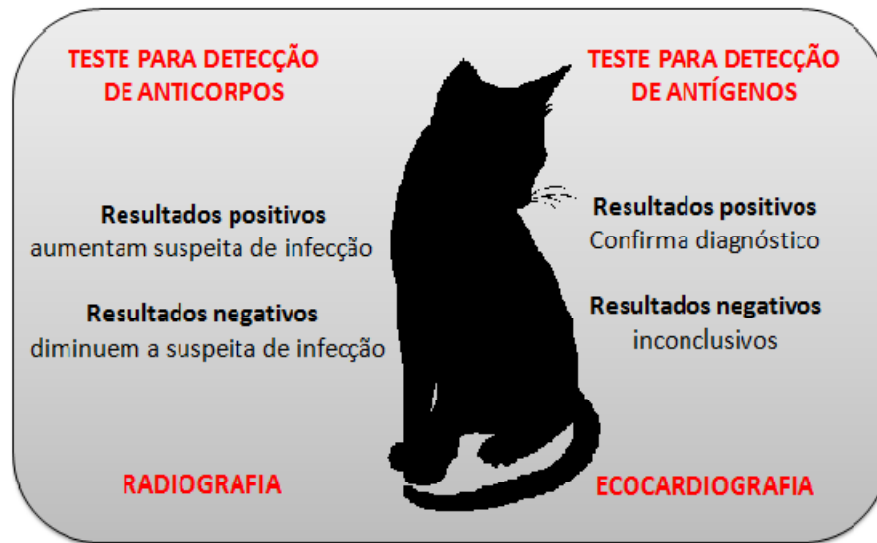 TESTE PARA DETECÇÃO
DE ANTICORPOS
Resultados positivos
aumentam suspeita de infecção
Resultados negativos
diminuem a suspeita de infecção
RADIOGRAFIA
TESTE PARA DETECÇÃO
DE ANTÍGENOS
Resultados positivos
Confirma diagnóstico
Resultados negativos
inconclusivos
ECOCARDIOGRAFIA